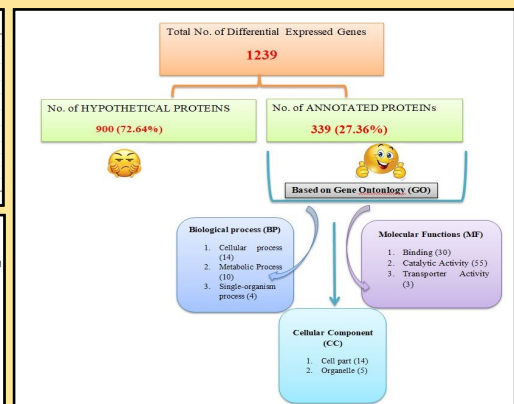 Total No. of Differential Expressed Genes
1239
No. of HYPOTHETICAL PROTEINS
900 (72.64%)
No. of ANNOTATED PROTEINs
339 (27.36%)
Based on Gene Ontonlogy (GO)
Biological process (BP)
1. Cellular process
(14)
2. Metabolic Process
(10)
3. Single-organism
process (4)
Molecular Functions (MF)
1. Binding (30)
2. Catalytic Activity (55)
3. Transporter Activity
(3)
Cellular Component
(CC)
1. Cell part (14)
2. Organelle (5)